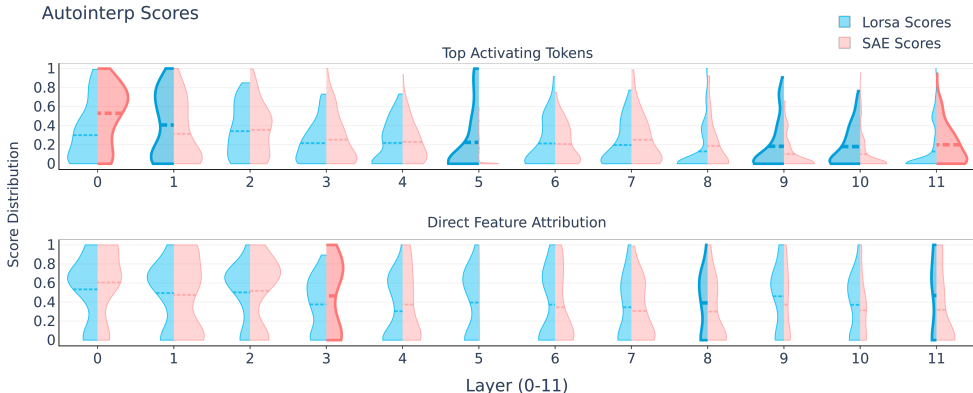 Autointerp Scores
Lorsa Scores
SAE Scores
Top Activating Tokens
1
0.8
0.6
0.4
0.2
0
0 1 2 3 4 5 6 7 8 9 10 11
Score Distribution
Direct Feature Attribution
1
0.8
0.6
0.4
0.2
0
0 1 2 3 4 5 6 7 8 9 10 11
Layer (0-11)